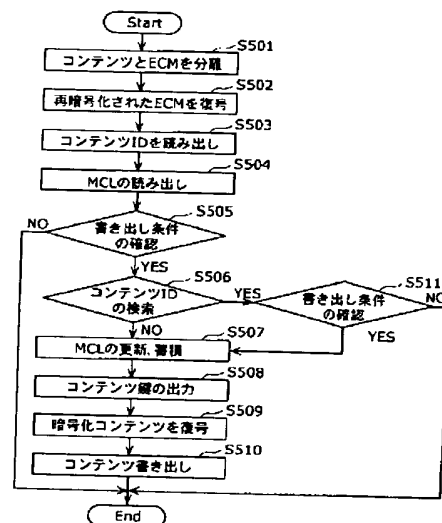 Start
S501
コンテンツとECMを分離
S502
再暗号化されたECMを復号
S503
コンテンツIDを読み出し
S504
MCLの読み出し
S505
NO
書き出し条件
の確認
YES
S506
コンテンツID
の検索
YES
S511
書き出し条件
の確認
NO
NO
YES
S507
MCLの更新、蓄積
S508
コンテンツ鍵の出力
S509
暗号化コンテンツを復号
S510
コンテンツ書き出し
End